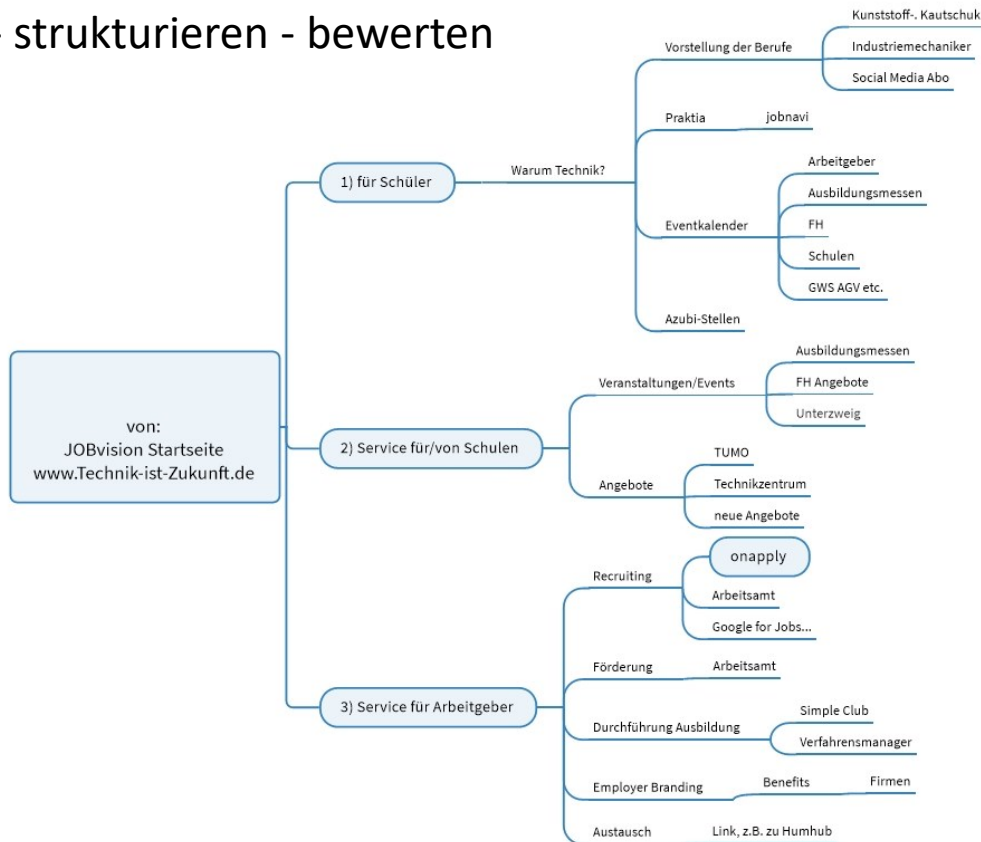 - strukturieren - bewerten
von:
JOBvision Startseite
www.Technik-ist-Zukunft.de
1) für Schüler
Warum Technik?
Vorstellung der Berufe
Kunststoff-. Kautschuk
Industriemechaniker
Social Media Abo
Praktia
jobnavi
Eventkalender
Arbeitgeber
Ausbildungsmessen
FH
Schulen
GWS AGV etc.
Azubi-Stellen
2) Service für/von Schulen
Veranstaltungen/Events
Ausbildungsmessen
FH Angebote
Unterzweig
Angebote
TUMO
Technikzentrum
neue Angebote
3) Service für Arbeitgeber
Recruiting
onapply
Arbeitsamt
Google for Jobs...
Förderung
Arbeitsamt
Durchführung Ausbildung
Simple Club
Verfahrensmanager
Employer Branding
Benefits
Firmen
Austausch
Link, z.B. zu Humhub